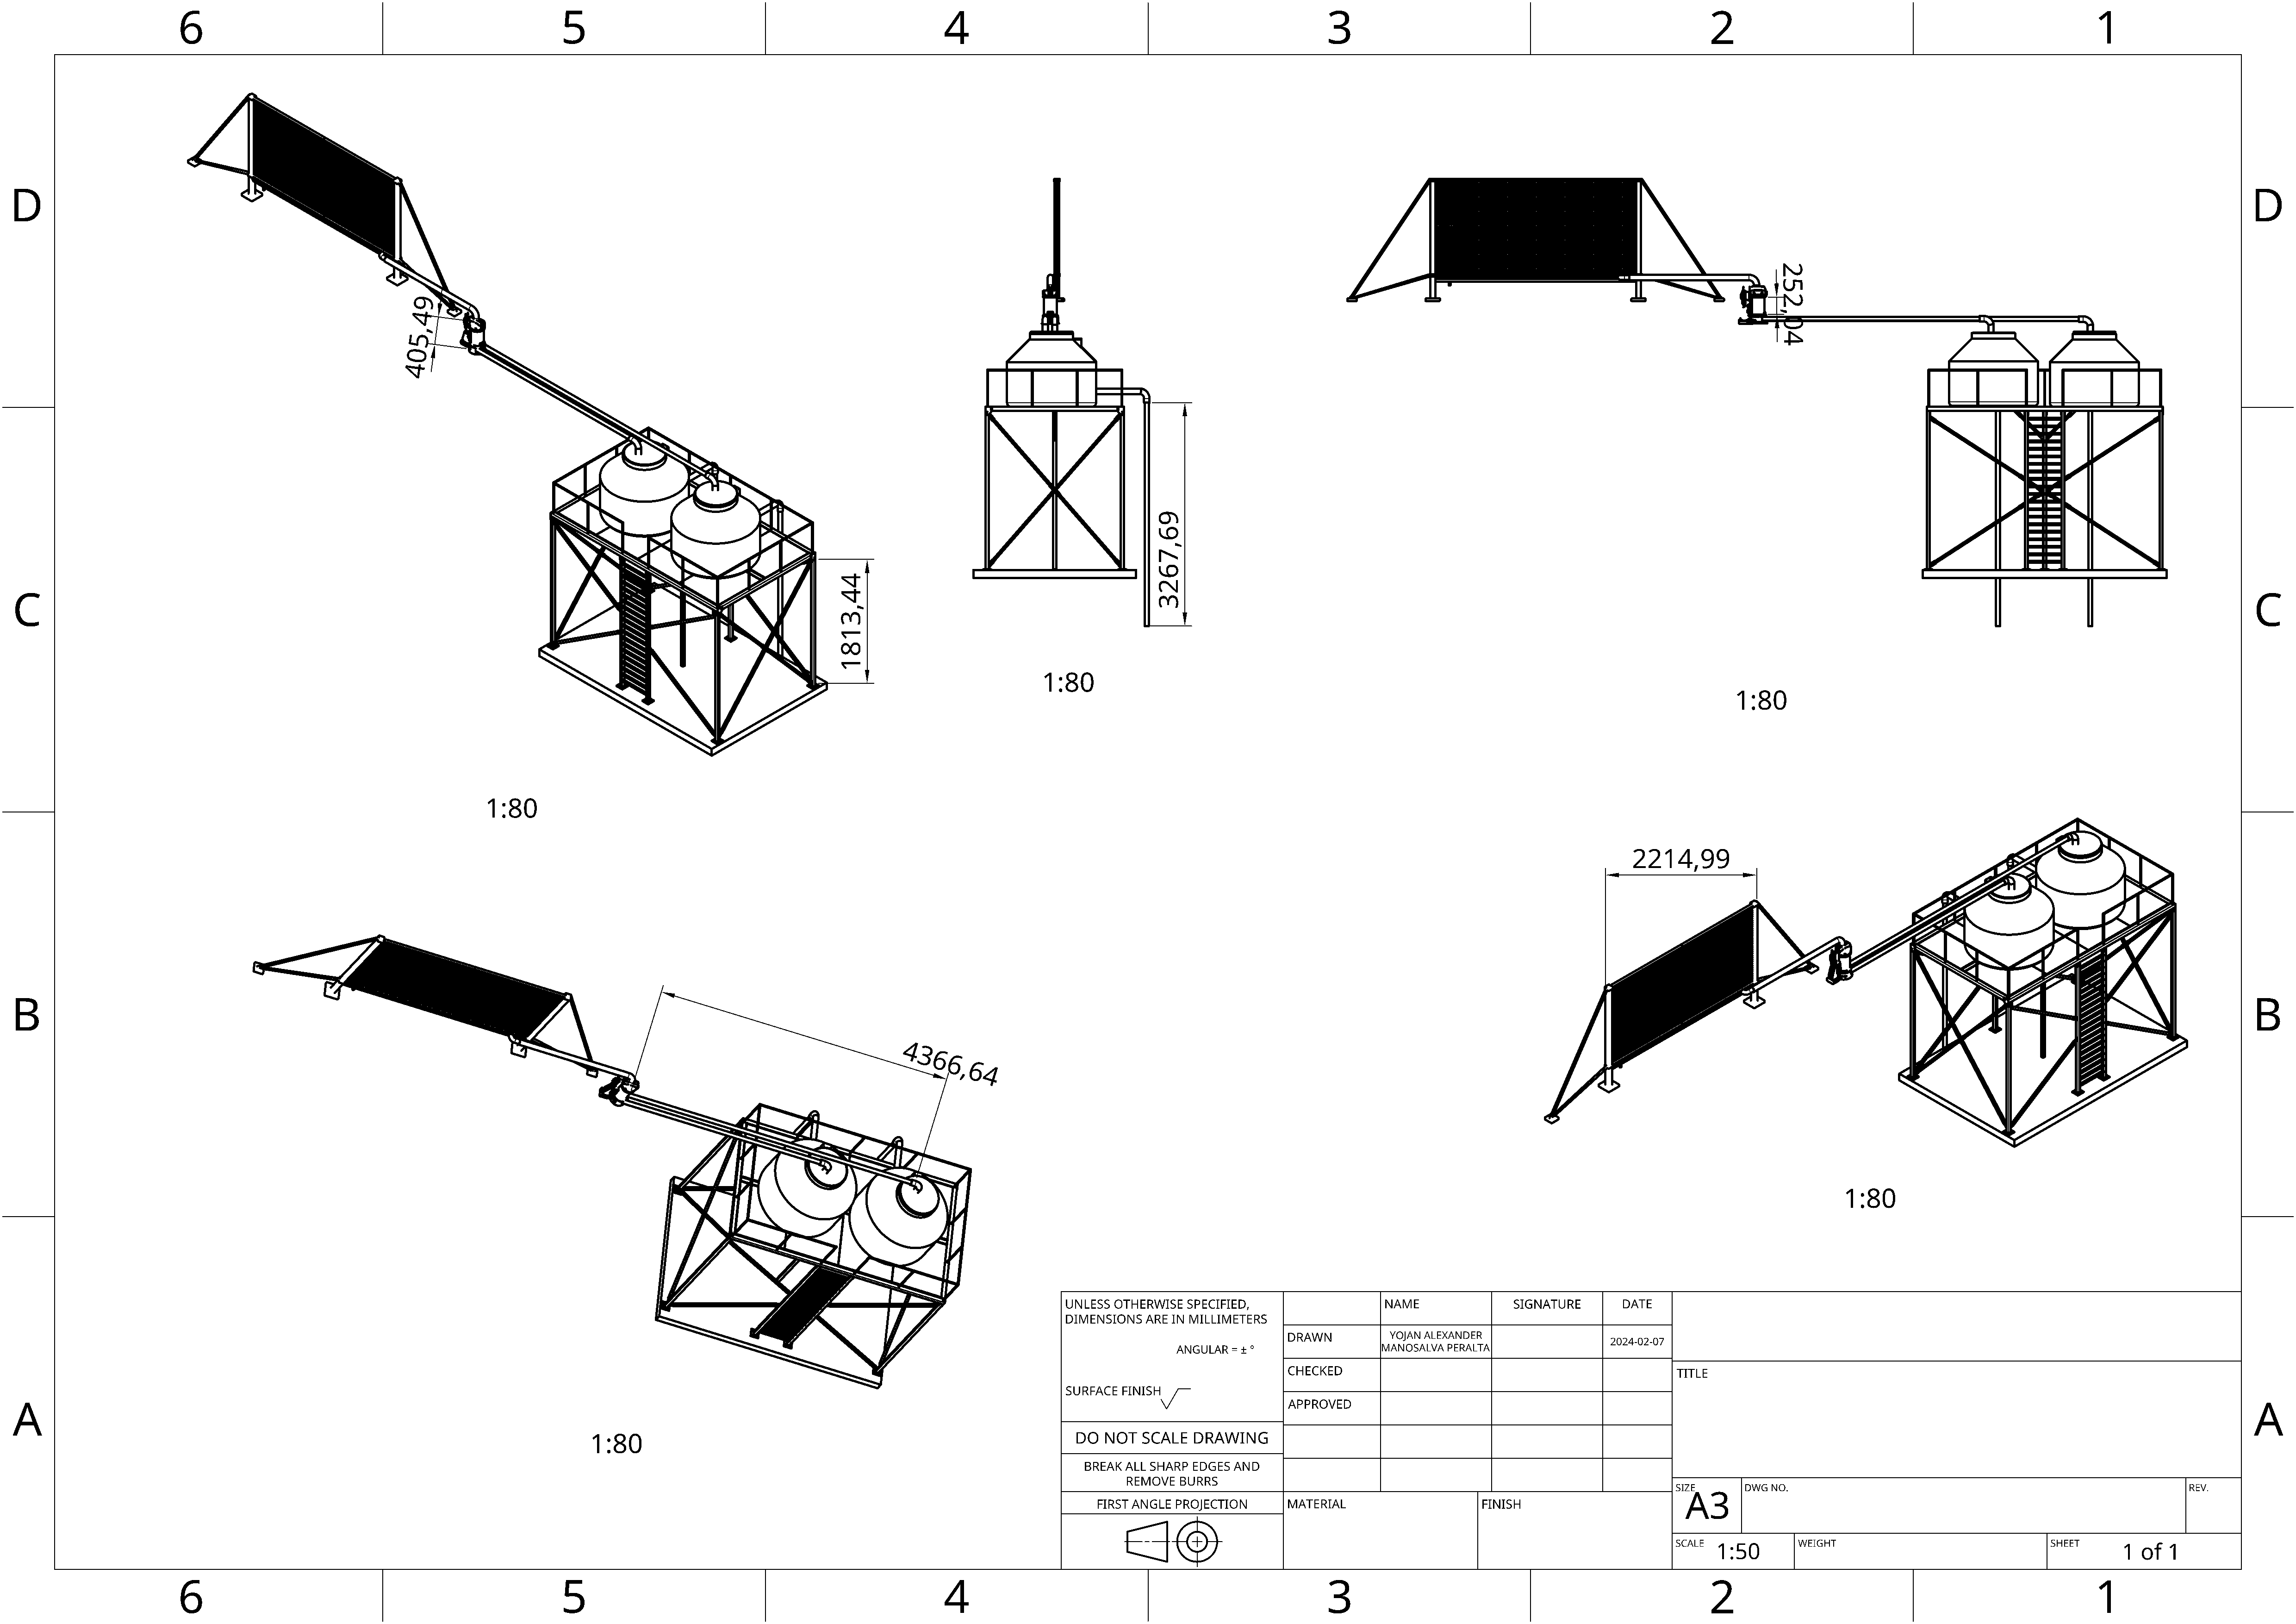 6 5 4 3 2 1
D D
405,49
252,04
C C
1813,44
3267,69
1:80
1:80
1:80
2214,99
B B
4366,64
1:80
1:80
A A
UNLESS OTHERWISE SPECIFIED,
DIMENSIONS ARE IN MILLIMETERS
ANGULAR = ± °
SURFACE FINISH
DO NOT SCALE DRAWING
BREAK ALL SHARP EDGES AND
REMOVE BURRS
FIRST ANGLE PROJECTION
NAME SIGNATURE DATE
DRAWN YOJAN ALEXANDER
MANOSALVA PERALTA 2024-02-07
CHECKED
APPROVED
MATERIAL FINISH
TITLE
SIZE A3 DWG NO. REV.
SCALE 1:50 WEIGHT SHEET 1 of 1
6 5 4 3 2 1